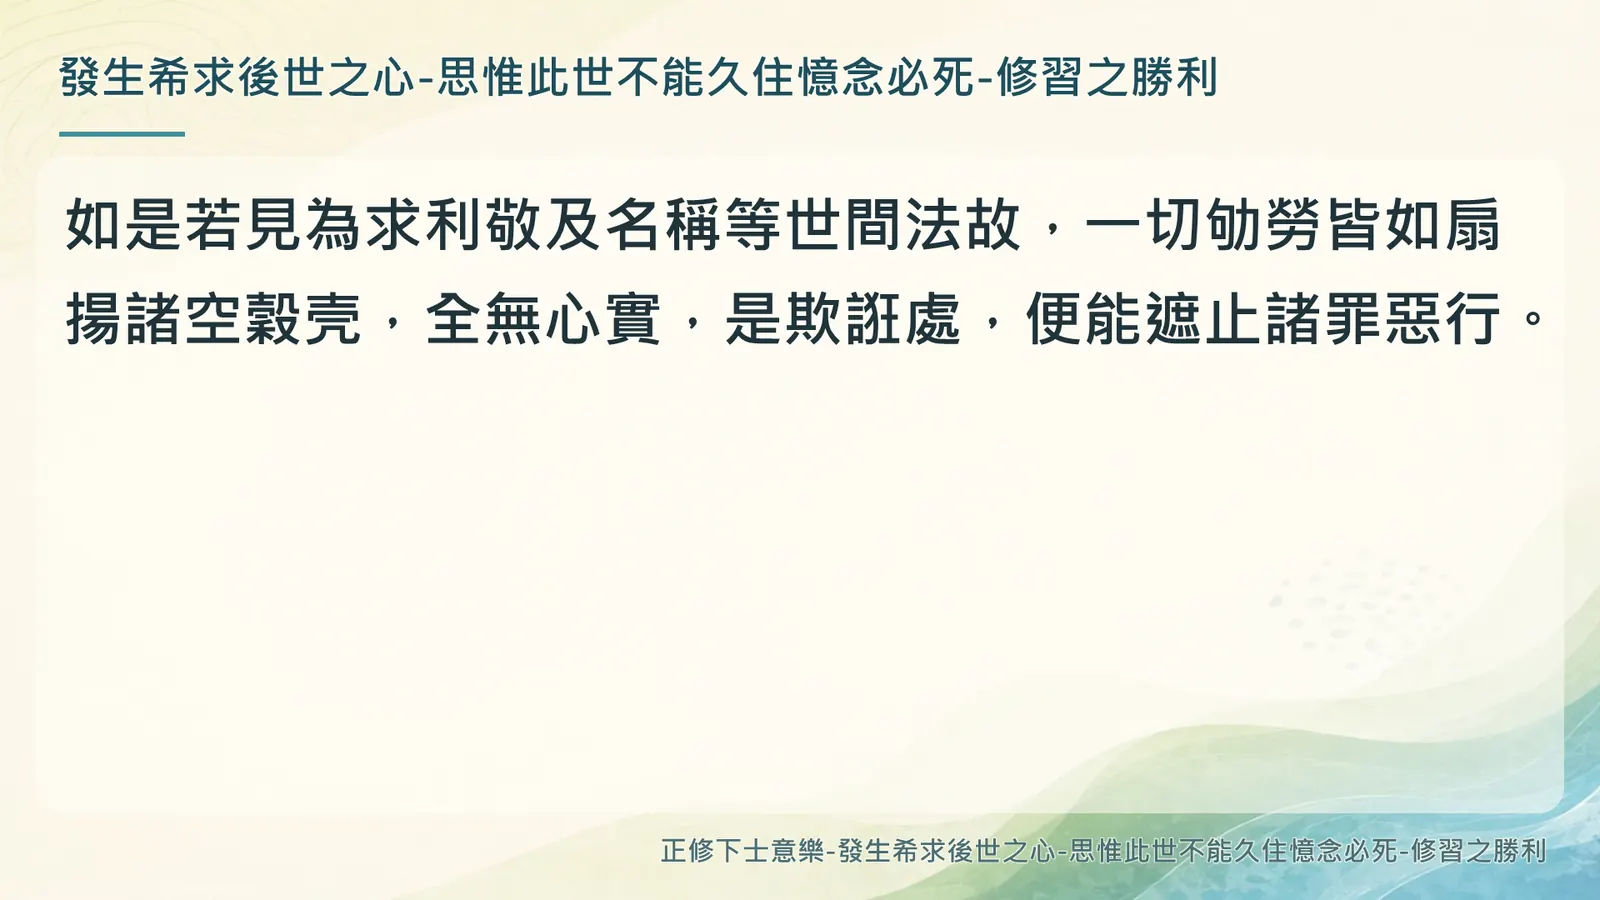 發生希求後世之心-思惟此世不能久住憶念必死-修習之勝利
如是若見為求利敬及名稱等世間法故，一切劬勞皆如扇
揚諸空穀壳，全無心實，是欺誑處，便能遮止諸罪惡行。
正修下士意樂-發生希求後世之心-思惟此世不能久住憶念必死-修習之勝利